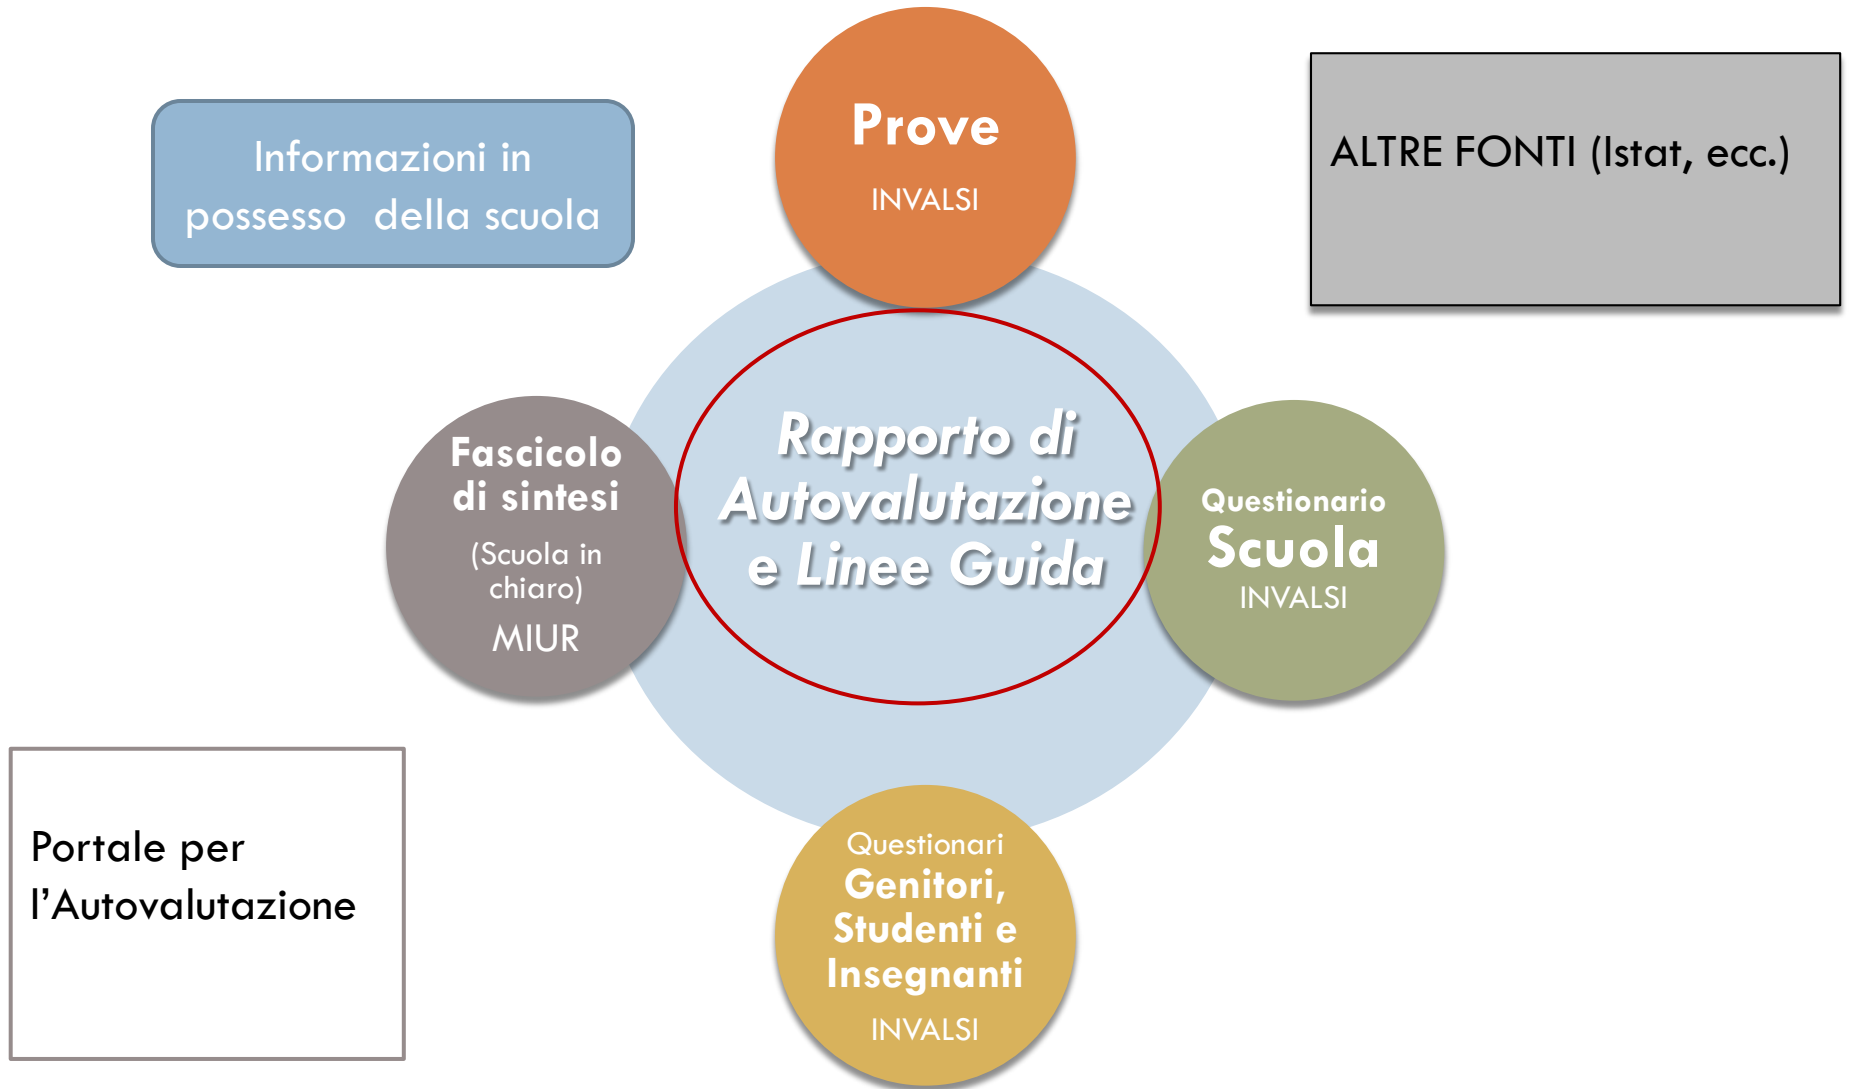 Informazioni in
possesso della scuola
Prove
INVALSI
ALTRE FONTI (Istat, ecc.)
Fascicolo
di sintesi
(Scuola in
chiaro)
MIUR
Rapporto di
Autovalutazione
e Linee Guida
Questionario
Scuola
INVALSI
Portale per
l’Autovalutazione
Questionari
Genitori,
Studenti e
Insegnanti
INVALSI